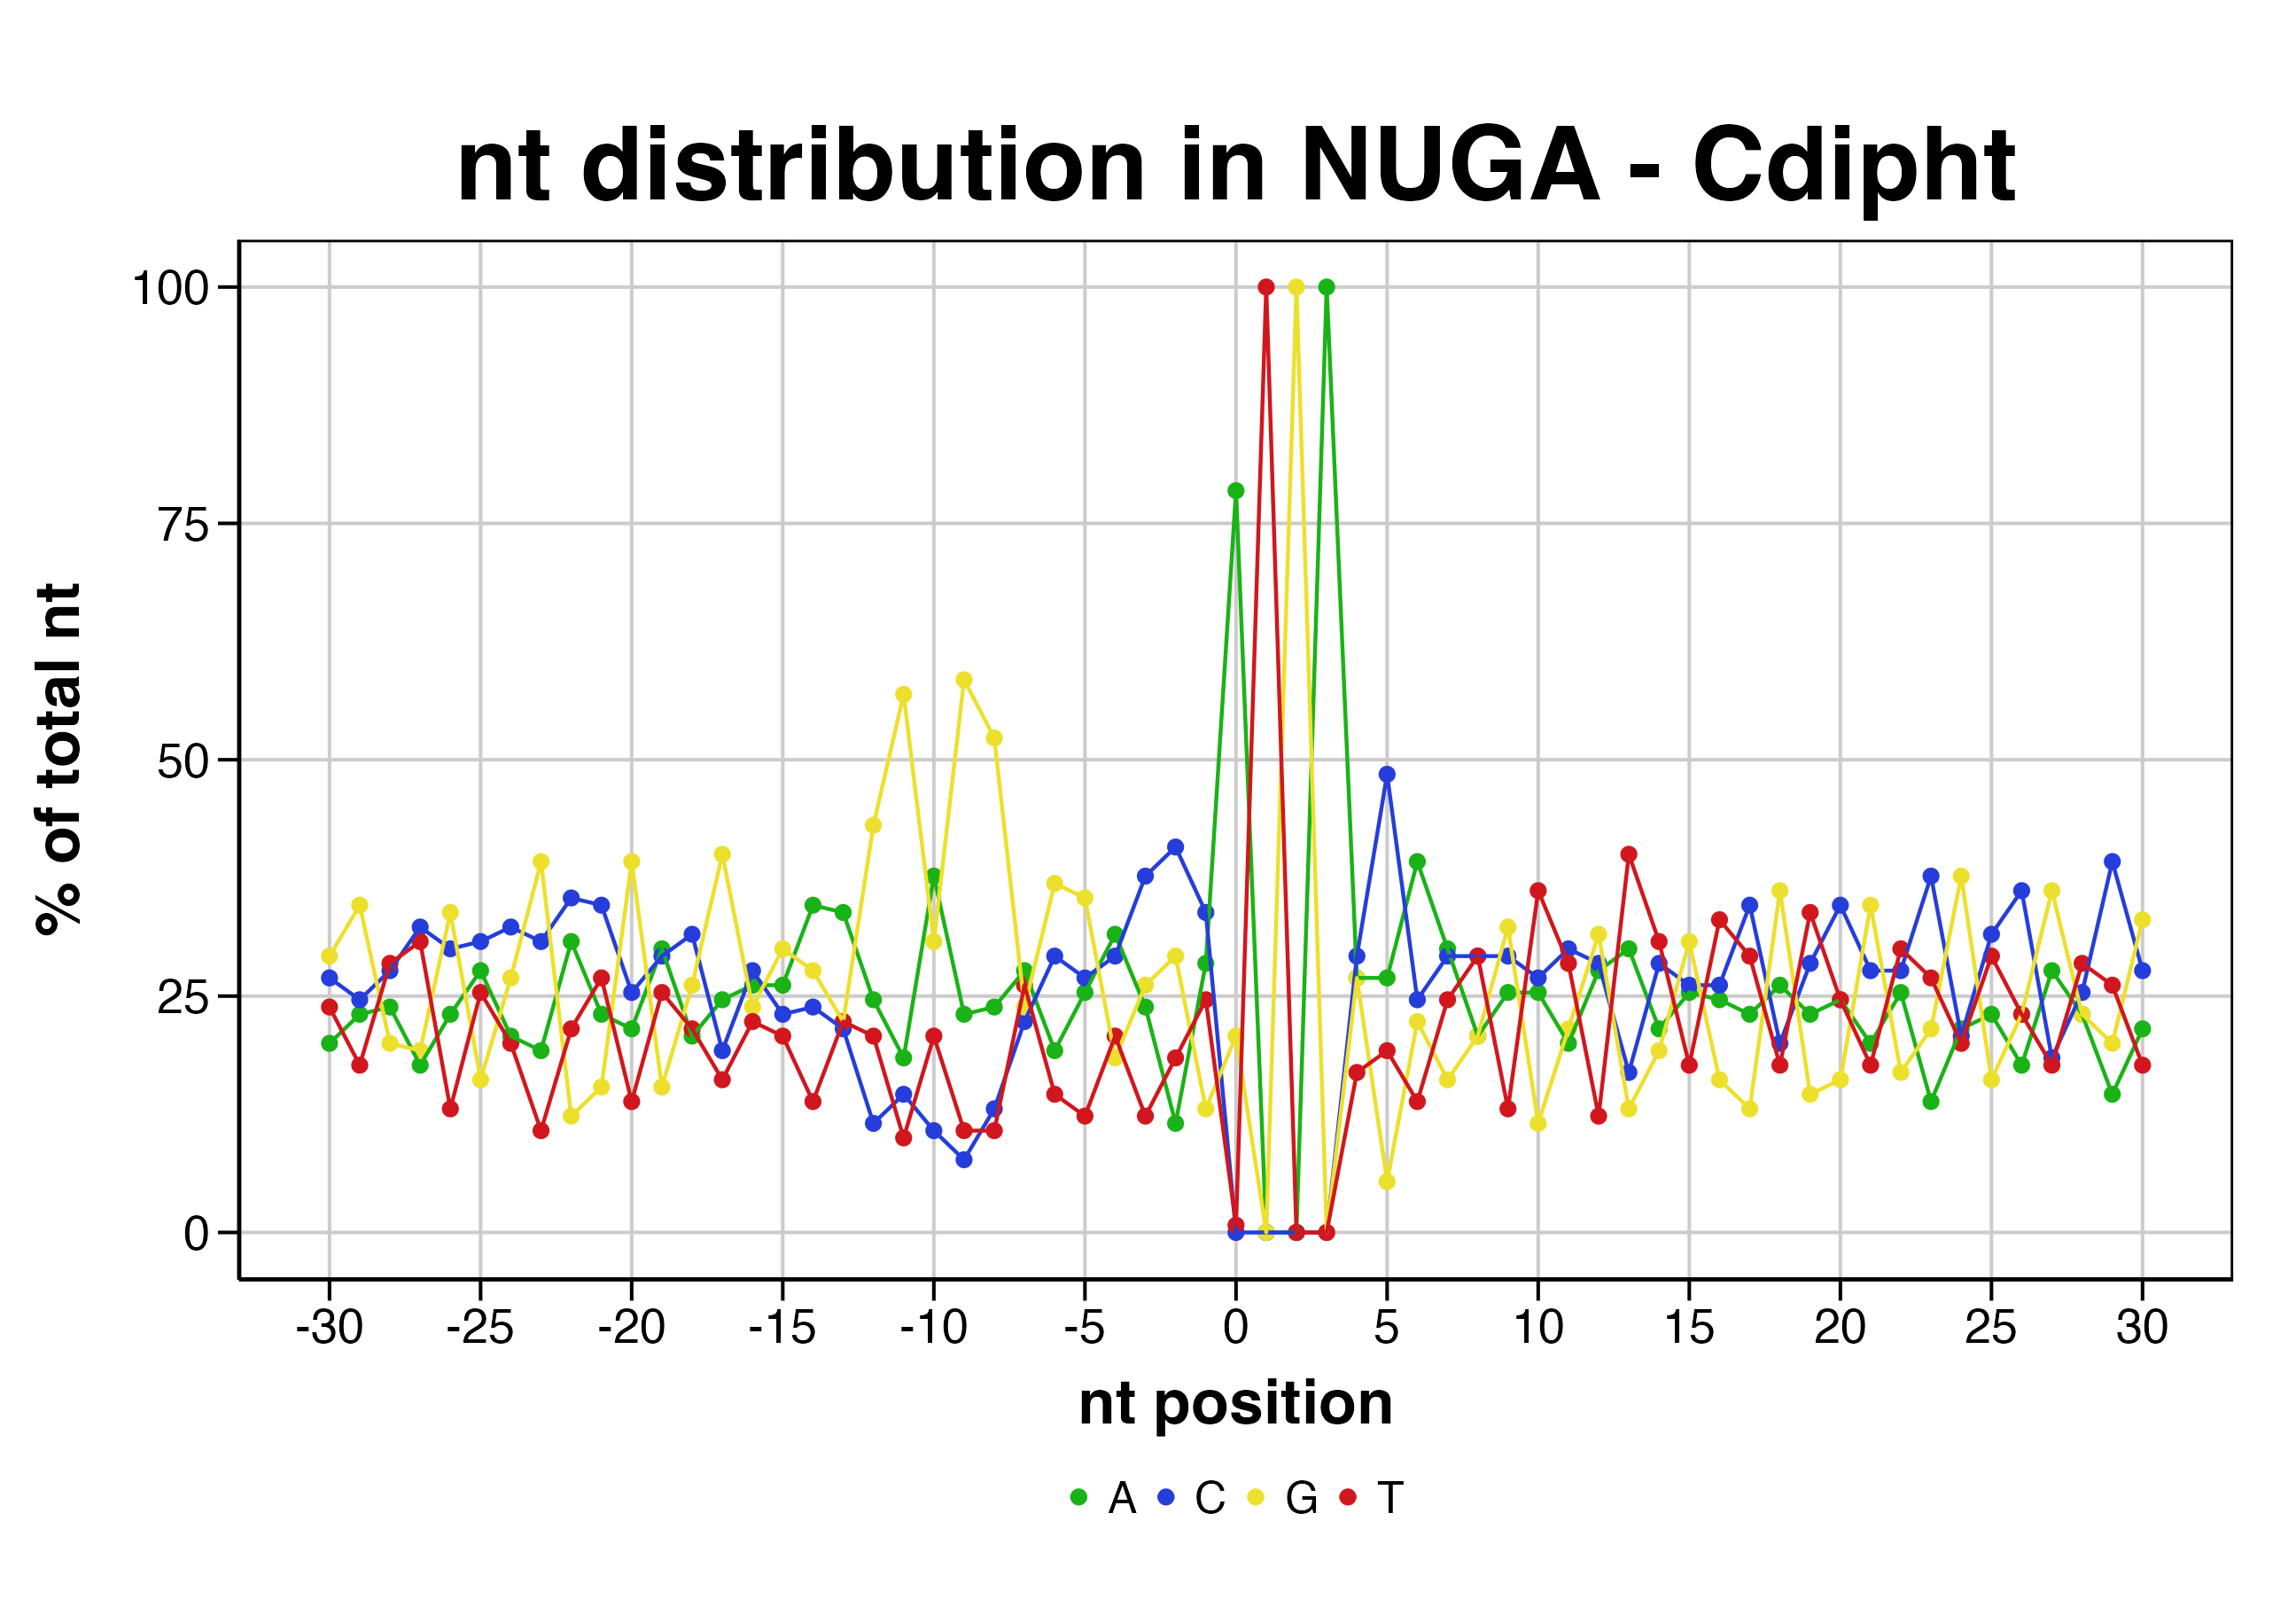 nt distribution in NUGA - Cdipht
% of total nt
100
75
50
25
0
-30 -25 -20 -15 -10 -5 0 5 10 15 20 25 30
nt position
A C G T